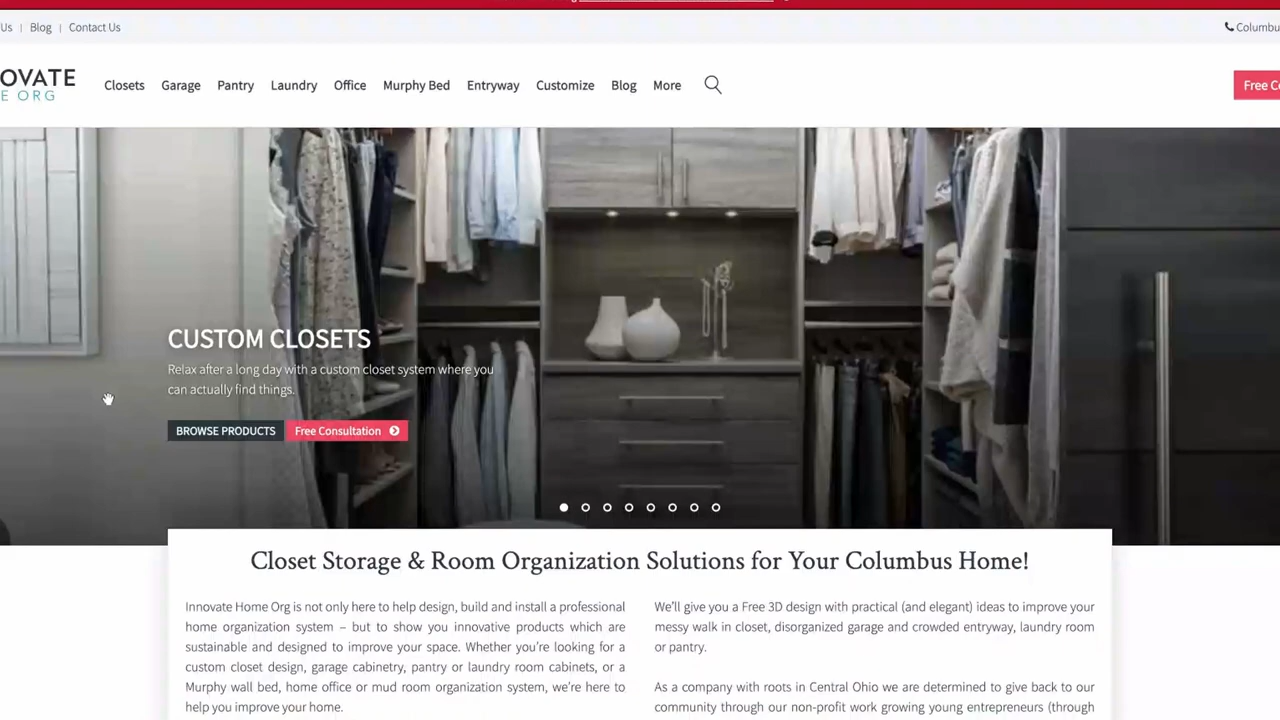 Us | Blog | Contact Us
Columbu
OVATE
E ORG
Closets Garage Pantry Laundry Office Murphy Bed Entryway Customize Blog More
Free Co
CUSTOM CLOSETS
Relax after a long day with a custom closet system where you
can actually find things.
BROWSE PRODUCTS Free Consultation
Closet Storage & Room Organization Solutions for Your Columbus Home!
Innovate Home Org is not only here to help design, build and install a professional
home organization system – but to show you innovative products which are
sustainable and designed to improve your space. Whether you're looking for a
custom closet design, garage cabinetry, pantry or laundry room cabinets, or a
Murphy wall bed, home office or mud room organization system, we're here to
help you improve your home.
We'll give you a Free 3D design with practical (and elegant) ideas to improve your
messy walk in closet, disorganized garage and crowded entryway, laundry room
or pantry.
As a company with roots in Central Ohio we are determined to give back to our
community through our non-profit work growing young entrepreneurs (through